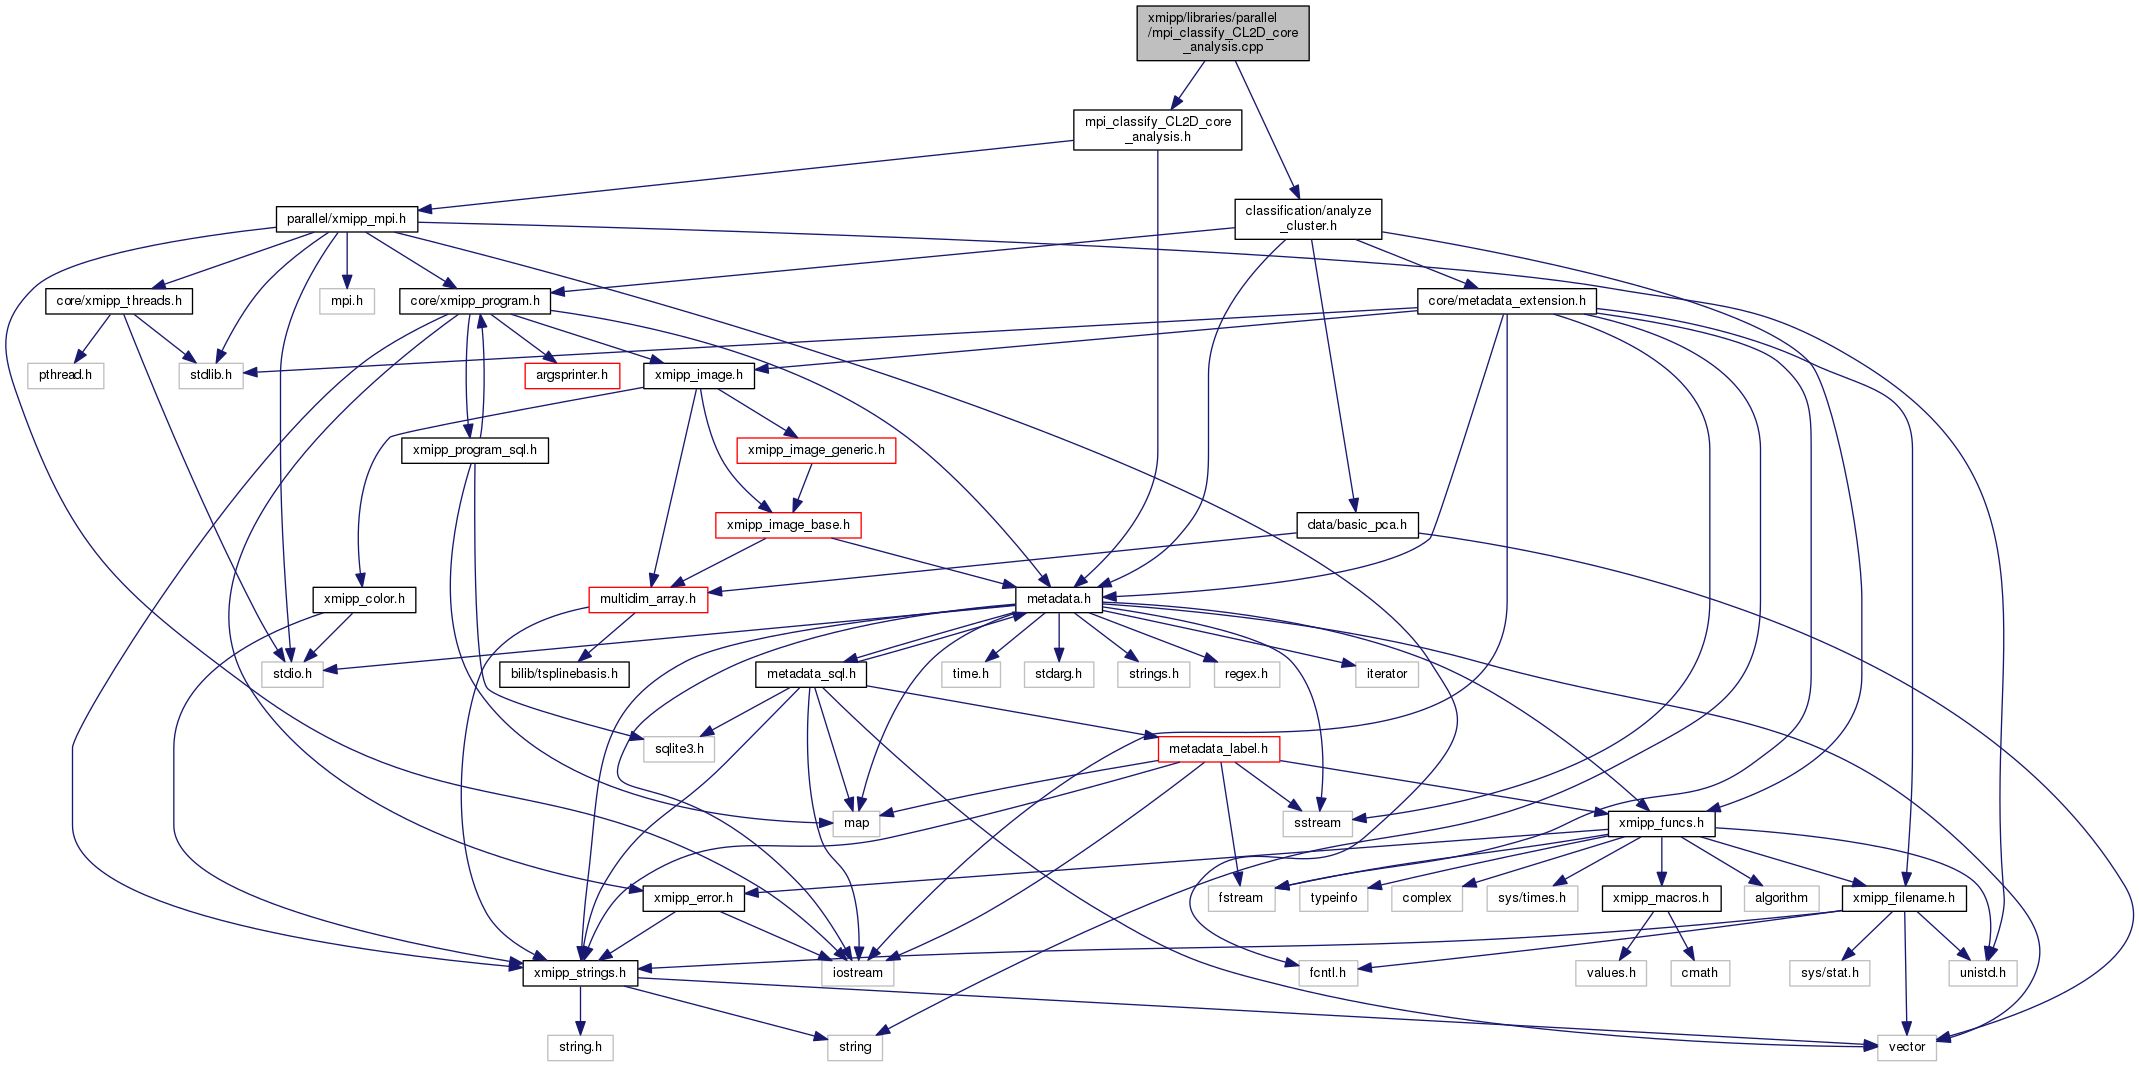 xmipp/libraries/parallel
/mpi_classify_CL2D_core
_analysis.cpp
mpi_classify_CL2D_core
_analysis.h
parallel/xmipp_mpi.h
classification/analyze
_cluster.h
core/xmipp_threads.h
mpi.h
core/xmipp_program.h
core/metadata_extension.h
pthread.h
stdlib.h
argsprinter.h
xmipp_image.h
xmipp_program_sql.h
xmipp_image_generic.h
xmipp_image_base.h
data/basic_pca.h
xmipp_color.h
multidim_array.h
metadata.h
stdio.h
bilib/tsplinebasis.h
metadata_sql.h
time.h
stdarg.h
strings.h
regex.h
iterator
sqlite3.h
metadata_label.h
map
sstream
xmipp_funcs.h
xmipp_error.h
fstream
typeinfo
complex
sys/times.h
xmipp_macros.h
algorithm
xmipp_filename.h
xmipp_strings.h
iostream
fcntl.h
values.h
cmath
sys/stat.h
unistd.h
string.h
string
vector